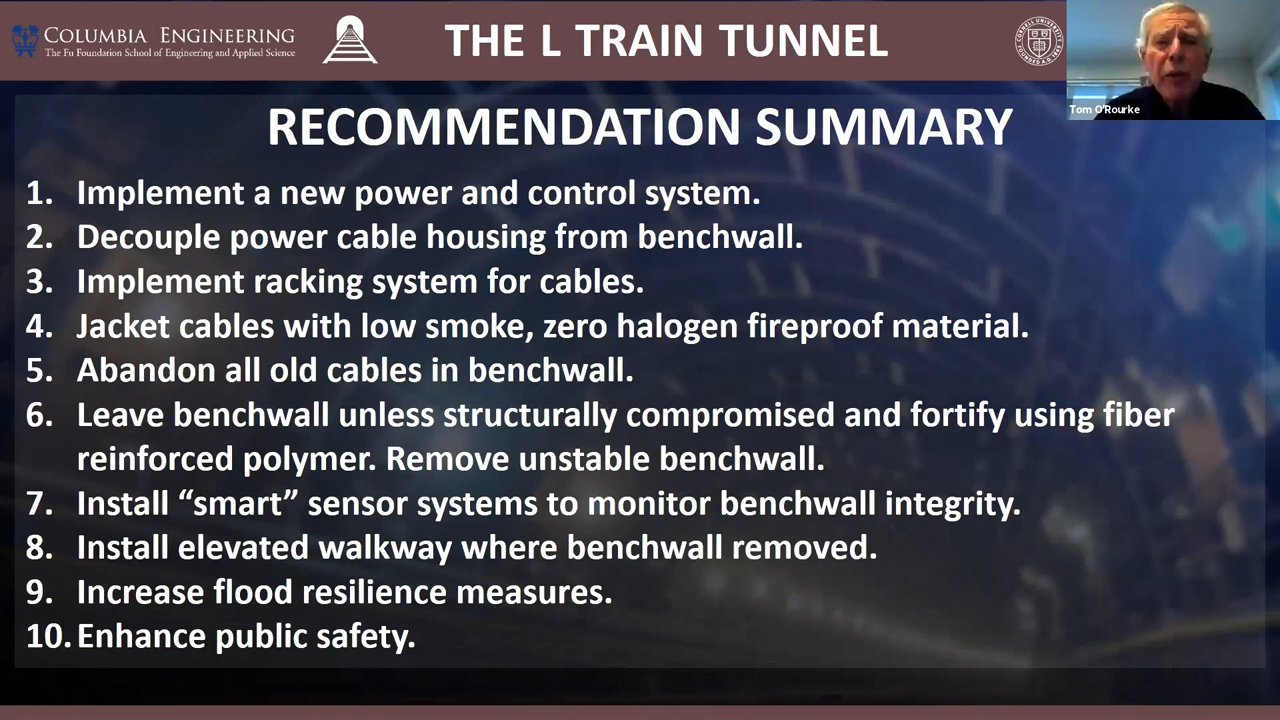 COLUMBIA ENGINEERING
The Fu Foundation School of Engineering and Applied Science
THE L TRAIN TUNNEL
Tom O'Rourke
RECOMMENDATION SUMMARY
1. Implement a new power and control system.
2. Decouple power cable housing from benchwall.
3. Implement racking system for cables.
4. Jacket cables with low smoke, zero halogen fireproof material.
5. Abandon all old cables in benchwall.
6. Leave benchwall unless structurally compromised and fortify using fiber
reinforced polymer. Remove unstable benchwall.
7. Install “smart” sensor systems to monitor benchwall integrity.
8. Install elevated walkway where benchwall removed.
9. Increase flood resilience measures.
10. Enhance public safety.